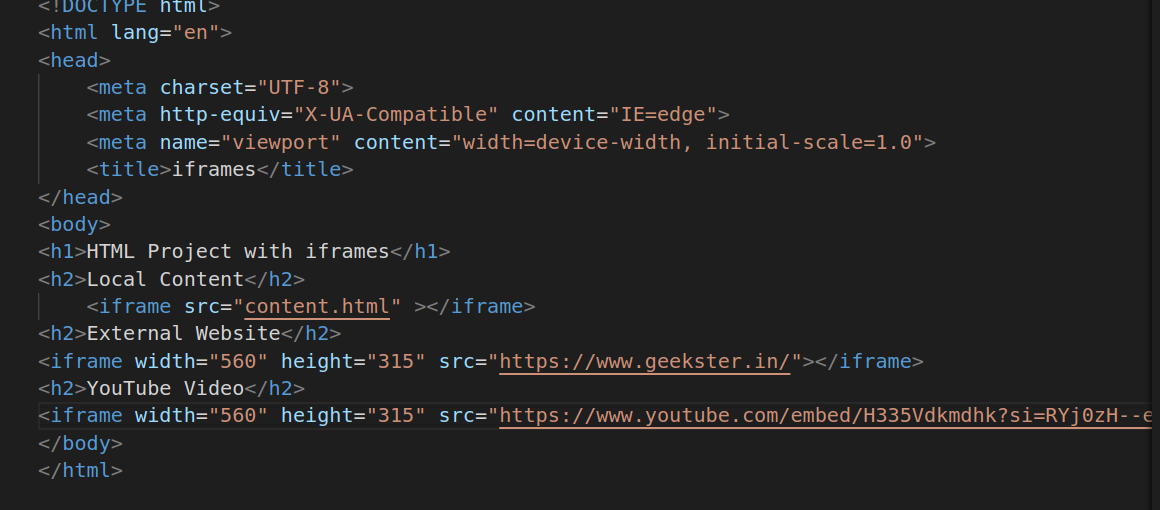 <!DOCTYPE html>
<html lang="en">
<head>
    <meta charset="UTF-8">
    <meta http-equiv="X-UA-Compatible" content="IE=edge">
    <meta name="viewport" content="width=device-width, initial-scale=1.0">
    <title>iframes</title>
</head>
<body>
<h1>HTML Project with iframes</h1>
<h2>Local Content</h2>
    <iframe src="content.html" ></iframe>
<h2>External Website</h2>
<iframe width="560" height="315" src="https://www.geekster.in/"></iframe>
<h2>YouTube Video</h2>
<iframe width="560" height="315" src="https://www.youtube.com/embed/H335Vdkmdhk?si=RYj0zH--e
</body>
</html>